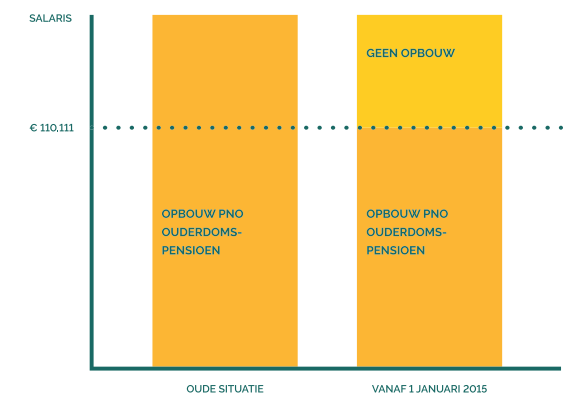 SALARIS
GEEN OPBOUW
€ 110.111
OPBOUW PNO
OUDERDOMS-
PENSIOEN
OPBOUW PNO
OUDERDOMS-
PENSIOEN
OUDE SITUATIE
VANAF 1 JANUARI 2015